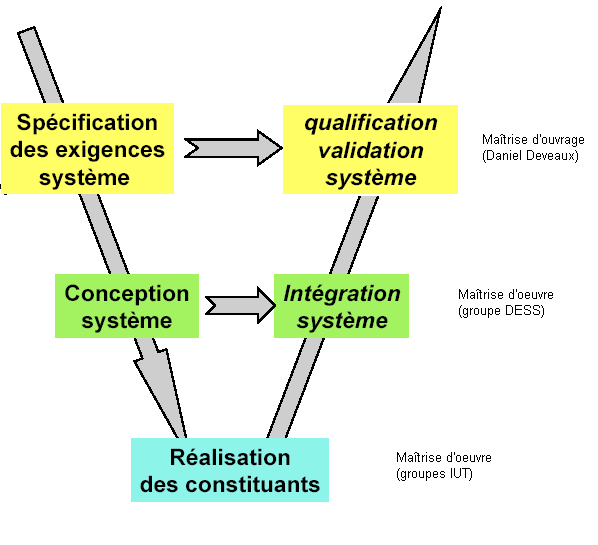 Spécification
des exigences
système
qualification
validation
système
Maîtrise d'ouvrage
(Daniel Deveaux)
Conception
système
Intégration
système
Maîtrise d'oeuvre
(groupe DESS)
Réalisation
des constituants
Maîtrise d'oeuvre
(groupes IUT)